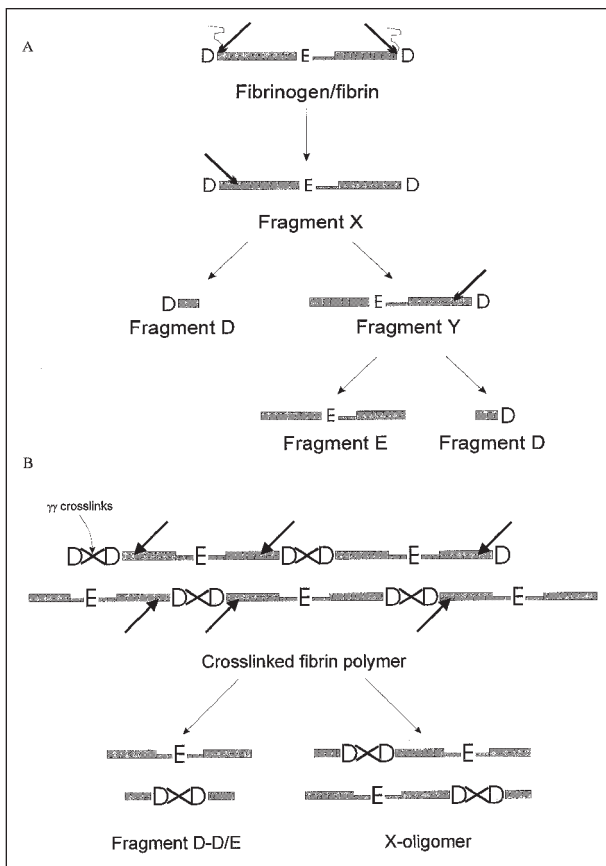 A
D E D
Fibrinogen/fibrin
D E D
Fragment X
D
Fragment D
E D
Fragment Y
E
Fragment E
D
Fragment D
B
γγ crosslinks
D D E D D E D
E D D D D E
Crosslinked fibrin polymer
E
D D
Fragment D-D/E
D D E
E D D
X-oligomer